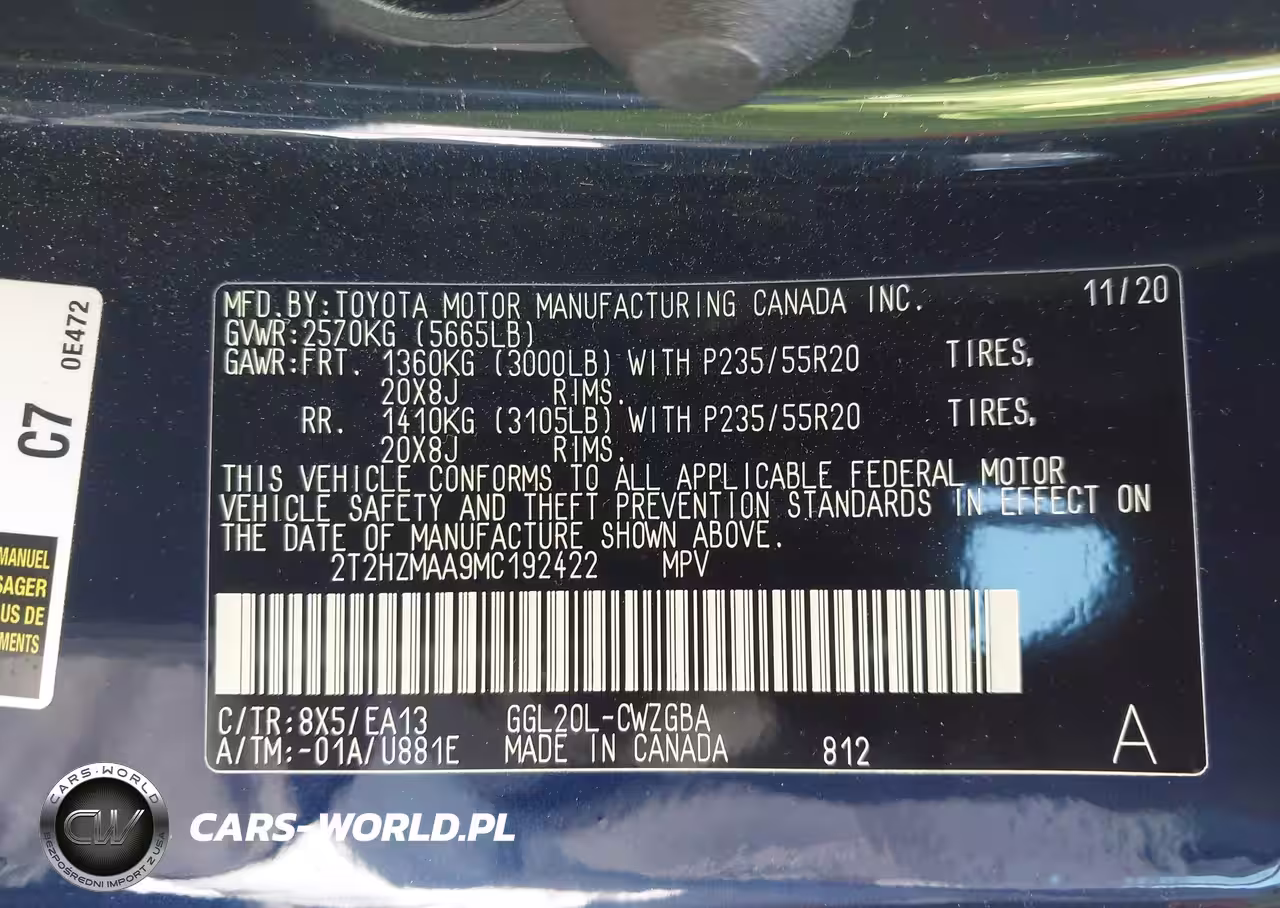 MFD.BY:TOYOTA MOTOR MANUFACTURING CANADA INC. 11/20
GVWR:2570KG (5665LB)
GAWR:FRT. 1360KG (3000LB) WITH P235/55R20 TIRES,
20X8J RIMS.
RR. 1410KG (3105LB) WITH P235/55R20 TIRES,
20X8J RIMS.
THIS VEHICLE CONFORMS TO ALL APPLICABLE FEDERAL MOTOR
VEHICLE SAFETY AND THEFT PREVENTION STANDARDS IN EFFECT ON
THE DATE OF MANUFACTURE SHOWN ABOVE.
2T2HZMAA9MC192422 MPV
C/TR:8X5/EA13 GGL20L-CWZGBA
A/TM:-01A/U881E MADE IN CANADA 812 A
0E472
C7
MANUEL
SAGER
US DE
MENTS
CARS-WORLD
CW
BEZPOŚREDNI IMPORT Z USA
CARS-WORLD.PL